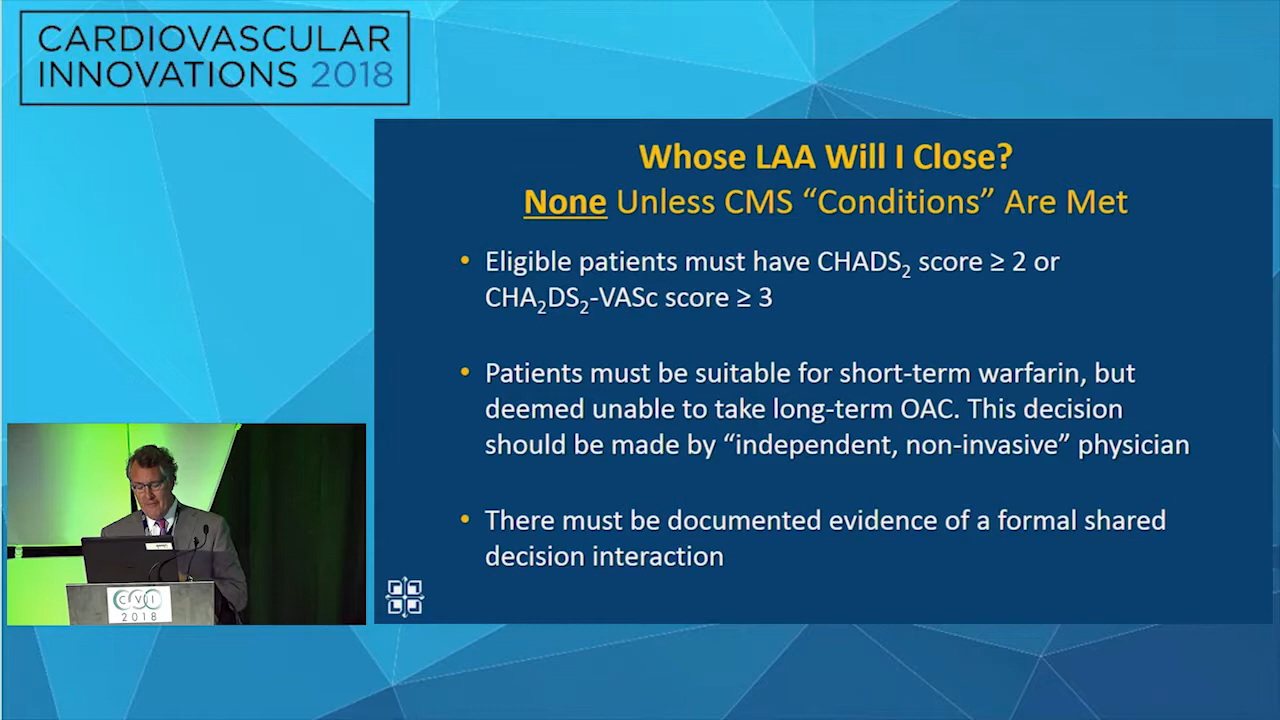 CARDIOVASCULAR
INNOVATIONS 2018
Whose LAA Will I Close?
None Unless CMS “Conditions” Are Met
• Eligible patients must have CHADS₂ score ≥ 2 or
CHA₂DS₂-VASc score ≥ 3
• Patients must be suitable for short-term warfarin, but
deemed unable to take long-term OAC. This decision
should be made by “independent, non-invasive” physician
• There must be documented evidence of a formal shared
decision interaction
CVI
2018